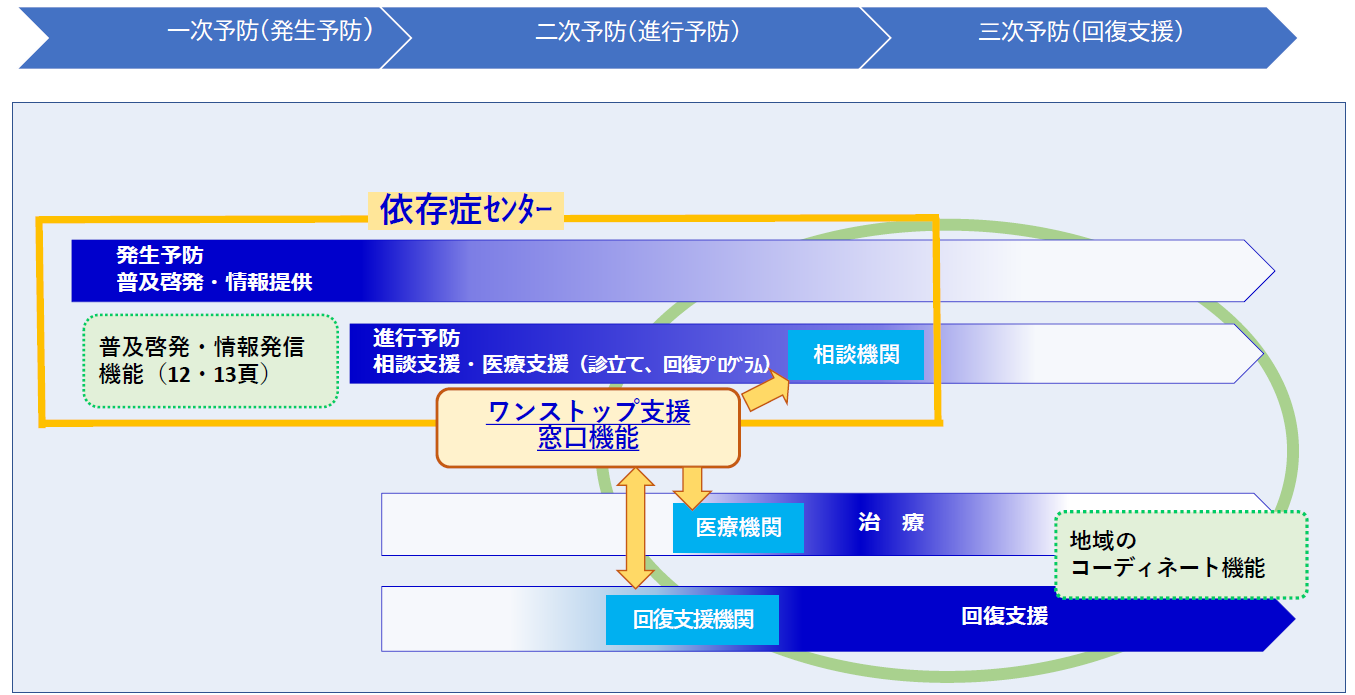 一次予防（発生予防）
二次予防（進行予防）
三次予防（回復支援）
依存症ｾﾝﾀｰ
発生予防
普及啓発・情報提供
普及啓発・情報発信
機能（12・13頁）
進行予防
相談支援・医療支援（診立て、回復ﾌﾟﾛｸﾞﾗﾑ）
相談機関
ワンストップ支援
窓口機能
医療機関
治　療
地域の
コーディネート機能
回復支援機関
回復支援